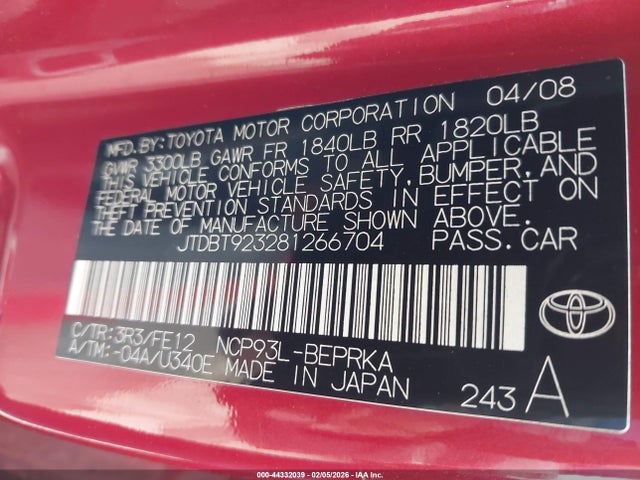 MFD.BY:TOYOTA MOTOR CORPORATION 04/08
GVWR 3300LB GAWR FR 1840LB RR 1820LB
THIS VEHICLE CONFORMS TO ALL APPLICABLE
FEDERAL MOTOR VEHICLE SAFETY,BUMPER,AND
THEFT PREVENTION STANDARDS IN EFFECT ON
THE DATE OF MANUFACTURE SHOWN ABOVE.
JTDBT923281266704 PASS.CAR
C/TR:3R3/FE12 NCP93L-BEPRKA
A/TM:-04A/U340E MADE IN JAPAN 243 A
000-44332039 - 02/05/2026 - IAA Inc.